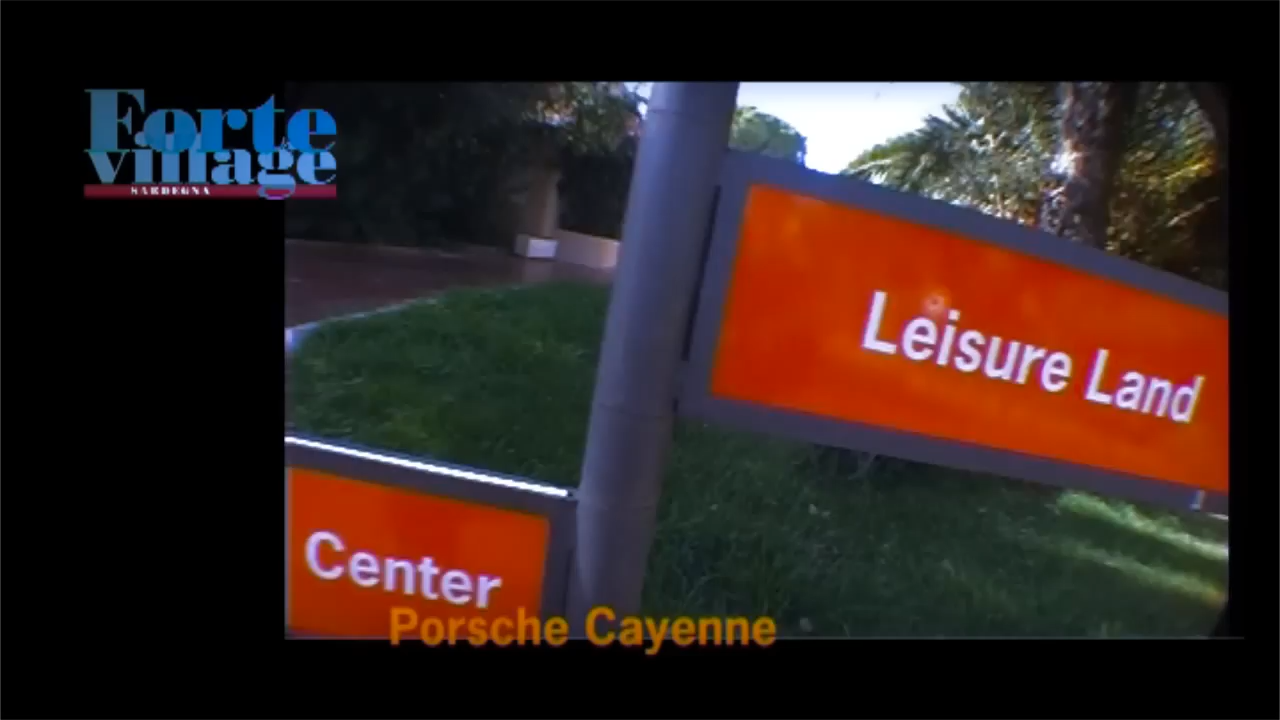 Forte
village
SARDEGNA
Leisure Land
Center
Porsche Cayenne